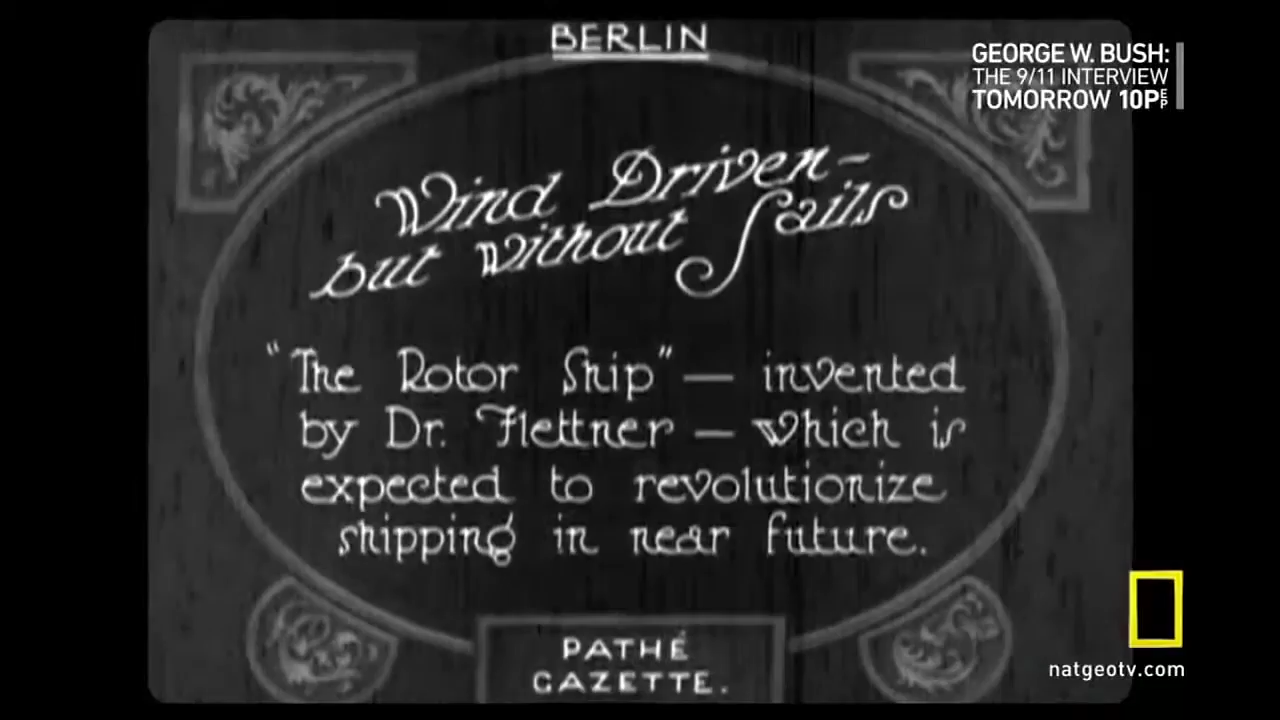 BERLIN
GEORGE W. BUSH:
THE 9/11 INTERVIEW
TOMORROW 10P EP
Wind Driven-
but without Sails
"The Rotor Ship" — invented
by Dr. Flettner — which is
expected to revolutionize
shipping in near future.
PATHÉ
GAZETTE.
natgeotv.com